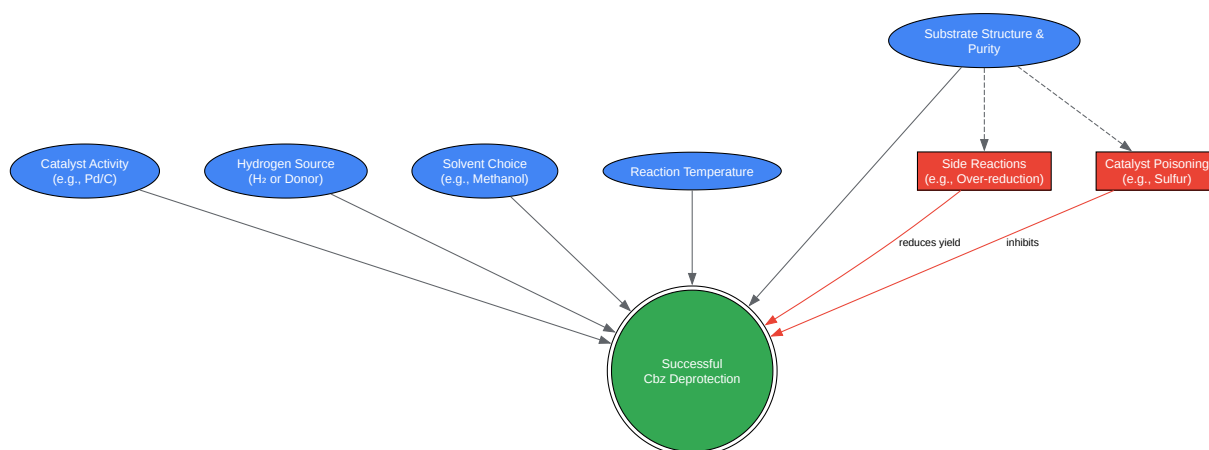 Substrate Structure &
Purity
Catalyst Activity
(e.g., Pd/C)
Hydrogen Source
(H₂ or Donor)
Solvent Choice
(e.g., Methanol)
Reaction Temperature
Side Reactions
(e.g., Over-reduction)
Catalyst Poisoning
(e.g., Sulfur)
reduces yield
inhibits
Successful
Cbz Deprotection